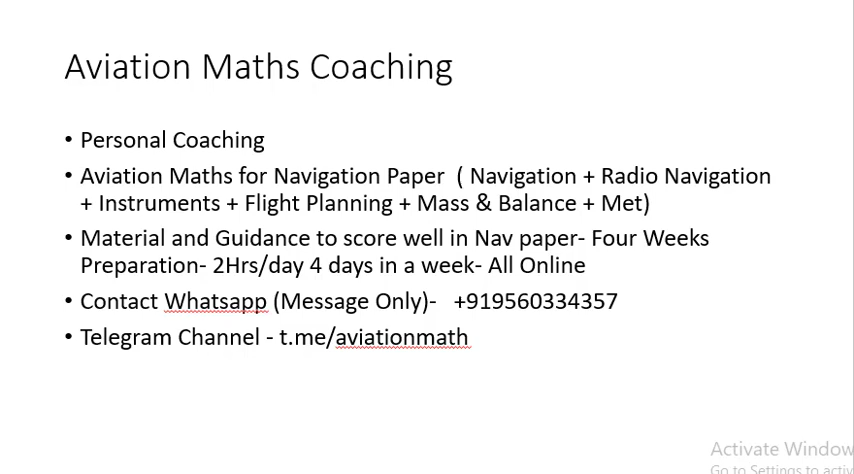 Aviation Maths Coaching
• Personal Coaching
• Aviation Maths for Navigation Paper ( Navigation + Radio Navigation
+ Instruments + Flight Planning + Mass & Balance + Met)
• Material and Guidance to score well in Nav paper- Four Weeks
Preparation- 2Hrs/day 4 days in a week- All Online
• Contact Whatsapp (Message Only)- +919560334357
• Telegram Channel - t.me/aviationmath
Activate Window
Go to Settings to activ